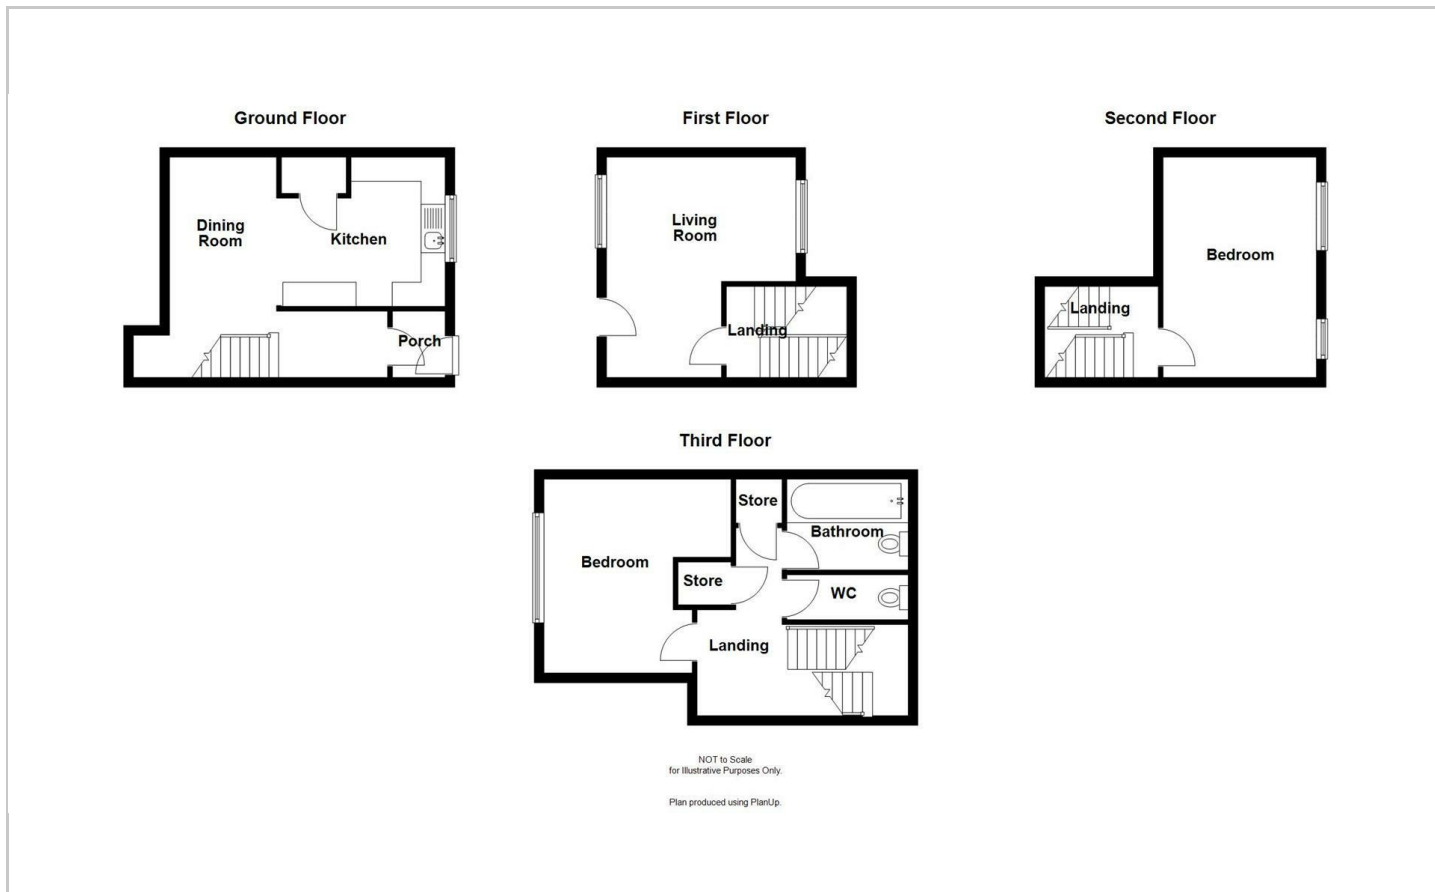 Ground Floor
First Floor
Second Floor
Dining
Room
Kitchen
Porch
Living
Room
Landing
Bedroom
Landing
Third Floor
Store
Bathroom
Bedroom
Store
WC
Landing
NOT to Scale
for Illustrative Purposes Only.
Plan produced using PlanUp.